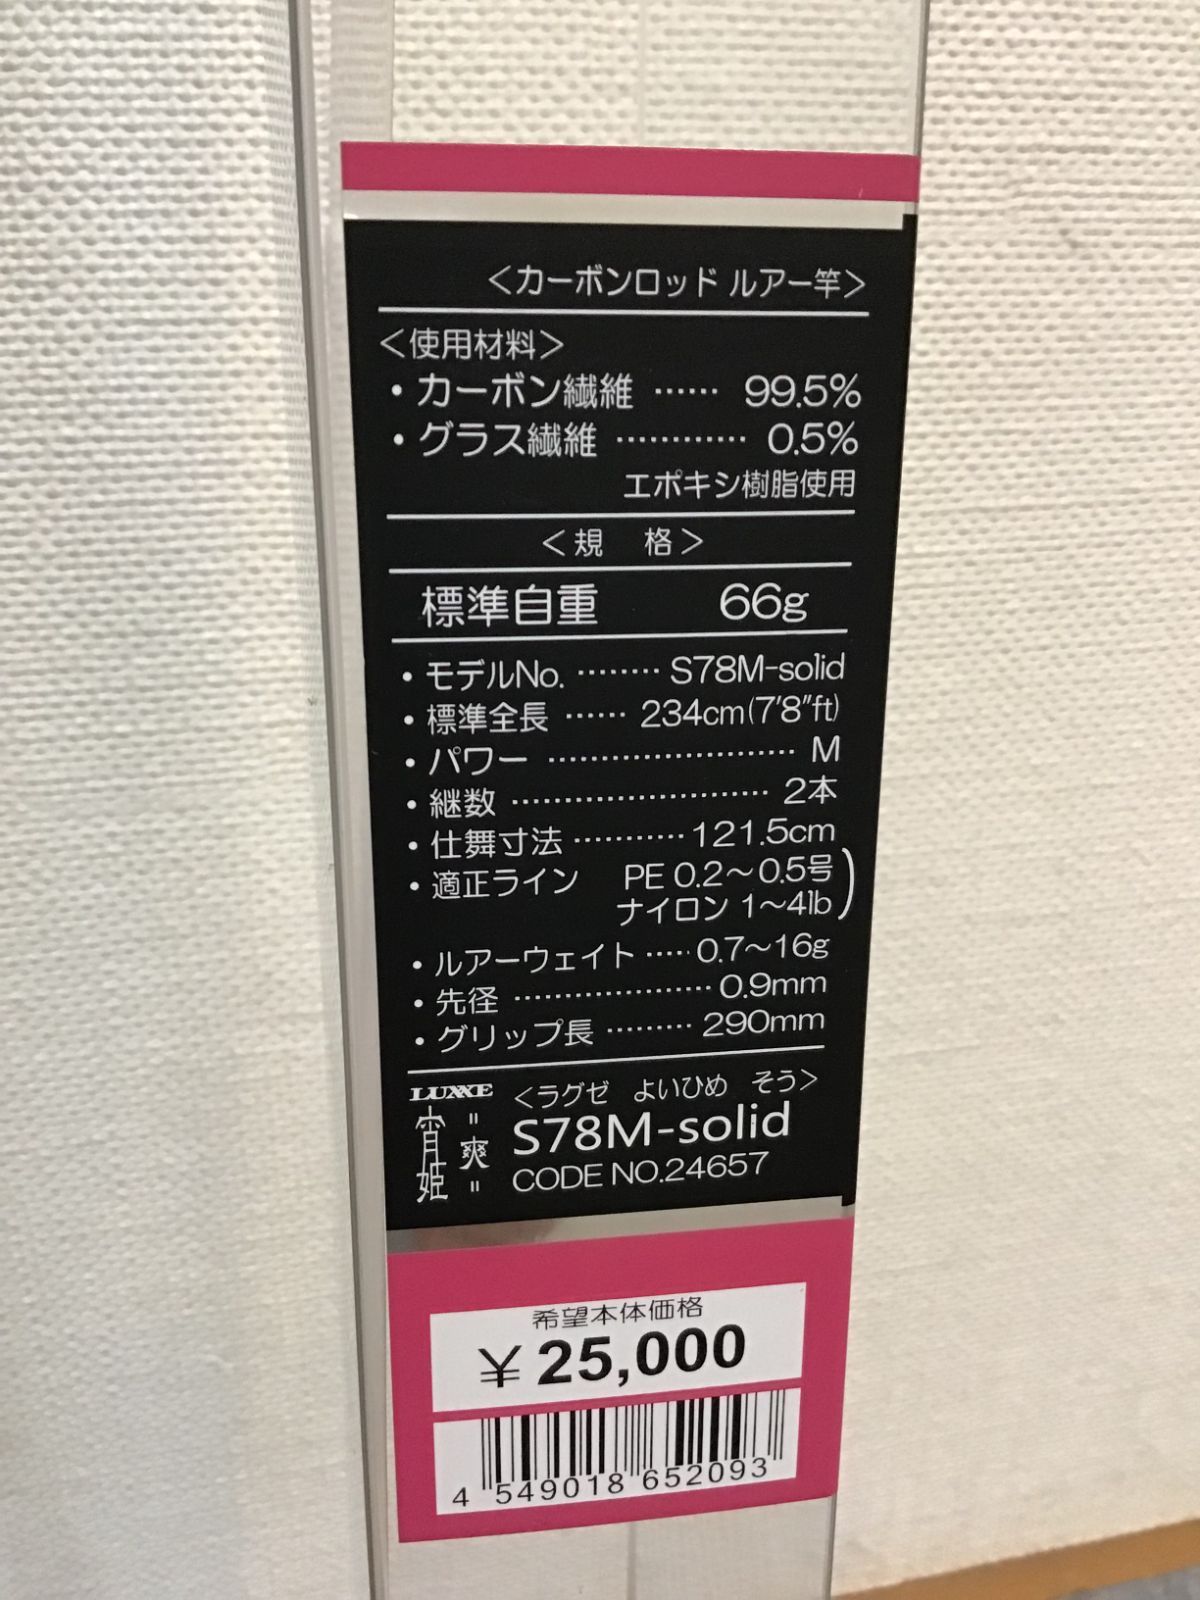 ＜カーボンロッド ルアー竿＞
＜使用材料＞
・カーボン繊維 …… 99.5%
・グラス繊維 ………… 0.5%
エポキシ樹脂使用
＜規　格＞
標準自重 66g
・モデルNo. ……… S78M-solid
・標準全長 …… 234cm(7'8"ft)
・パワー …………………… M
・継数 …………………… 2本
・仕舞寸法 ………… 121.5cm
・適正ライン PE 0.2～0.5号
ナイロン 1～4lb)
・ルアーウェイト …… 0.7～16g
・先径 ………………… 0.9mm
・グリップ長 ……… 290mm
LUXXE ＜ラグゼ よいひめ そう＞
宵姫 "爽" S78M-solid
CODE NO.24657
希望本体価格
￥25,000
4 549018 652093